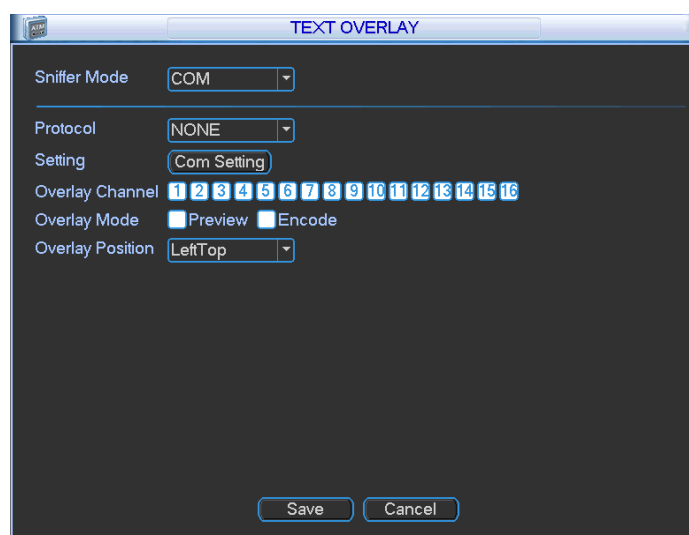 ATM
TEXT OVERLAY
Sniffer Mode COM
Protocol NONE
Setting Com Setting
Overlay Channel 1 2 3 4 5 6 7 8 9 10 11 12 13 14 15 16
Overlay Mode Preview Encode
Overlay Position LeftTop
Save Cancel